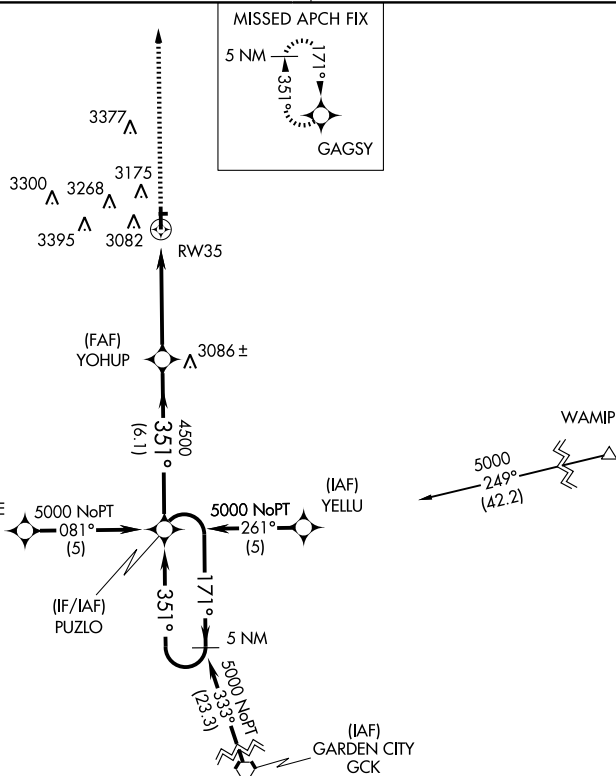 MISSED APCH FIX
5 NM
171°
351°
GAGSY
3377
3175
3300
3268
3395
3082
RW35
(FAF)
YOHUP
3086 ±
4500
351°
(6.1)
WAMIP
5000
249°
(42.2)
E
5000 NoPT
081°
(5)
5000 NoPT
261°
(5)
(IAF)
YELLU
(IF/IAF)
PUZLO
351°
171°
5 NM
5000 NoPT
333°
(23.3)
(IAF)
GARDEN CITY
GCK